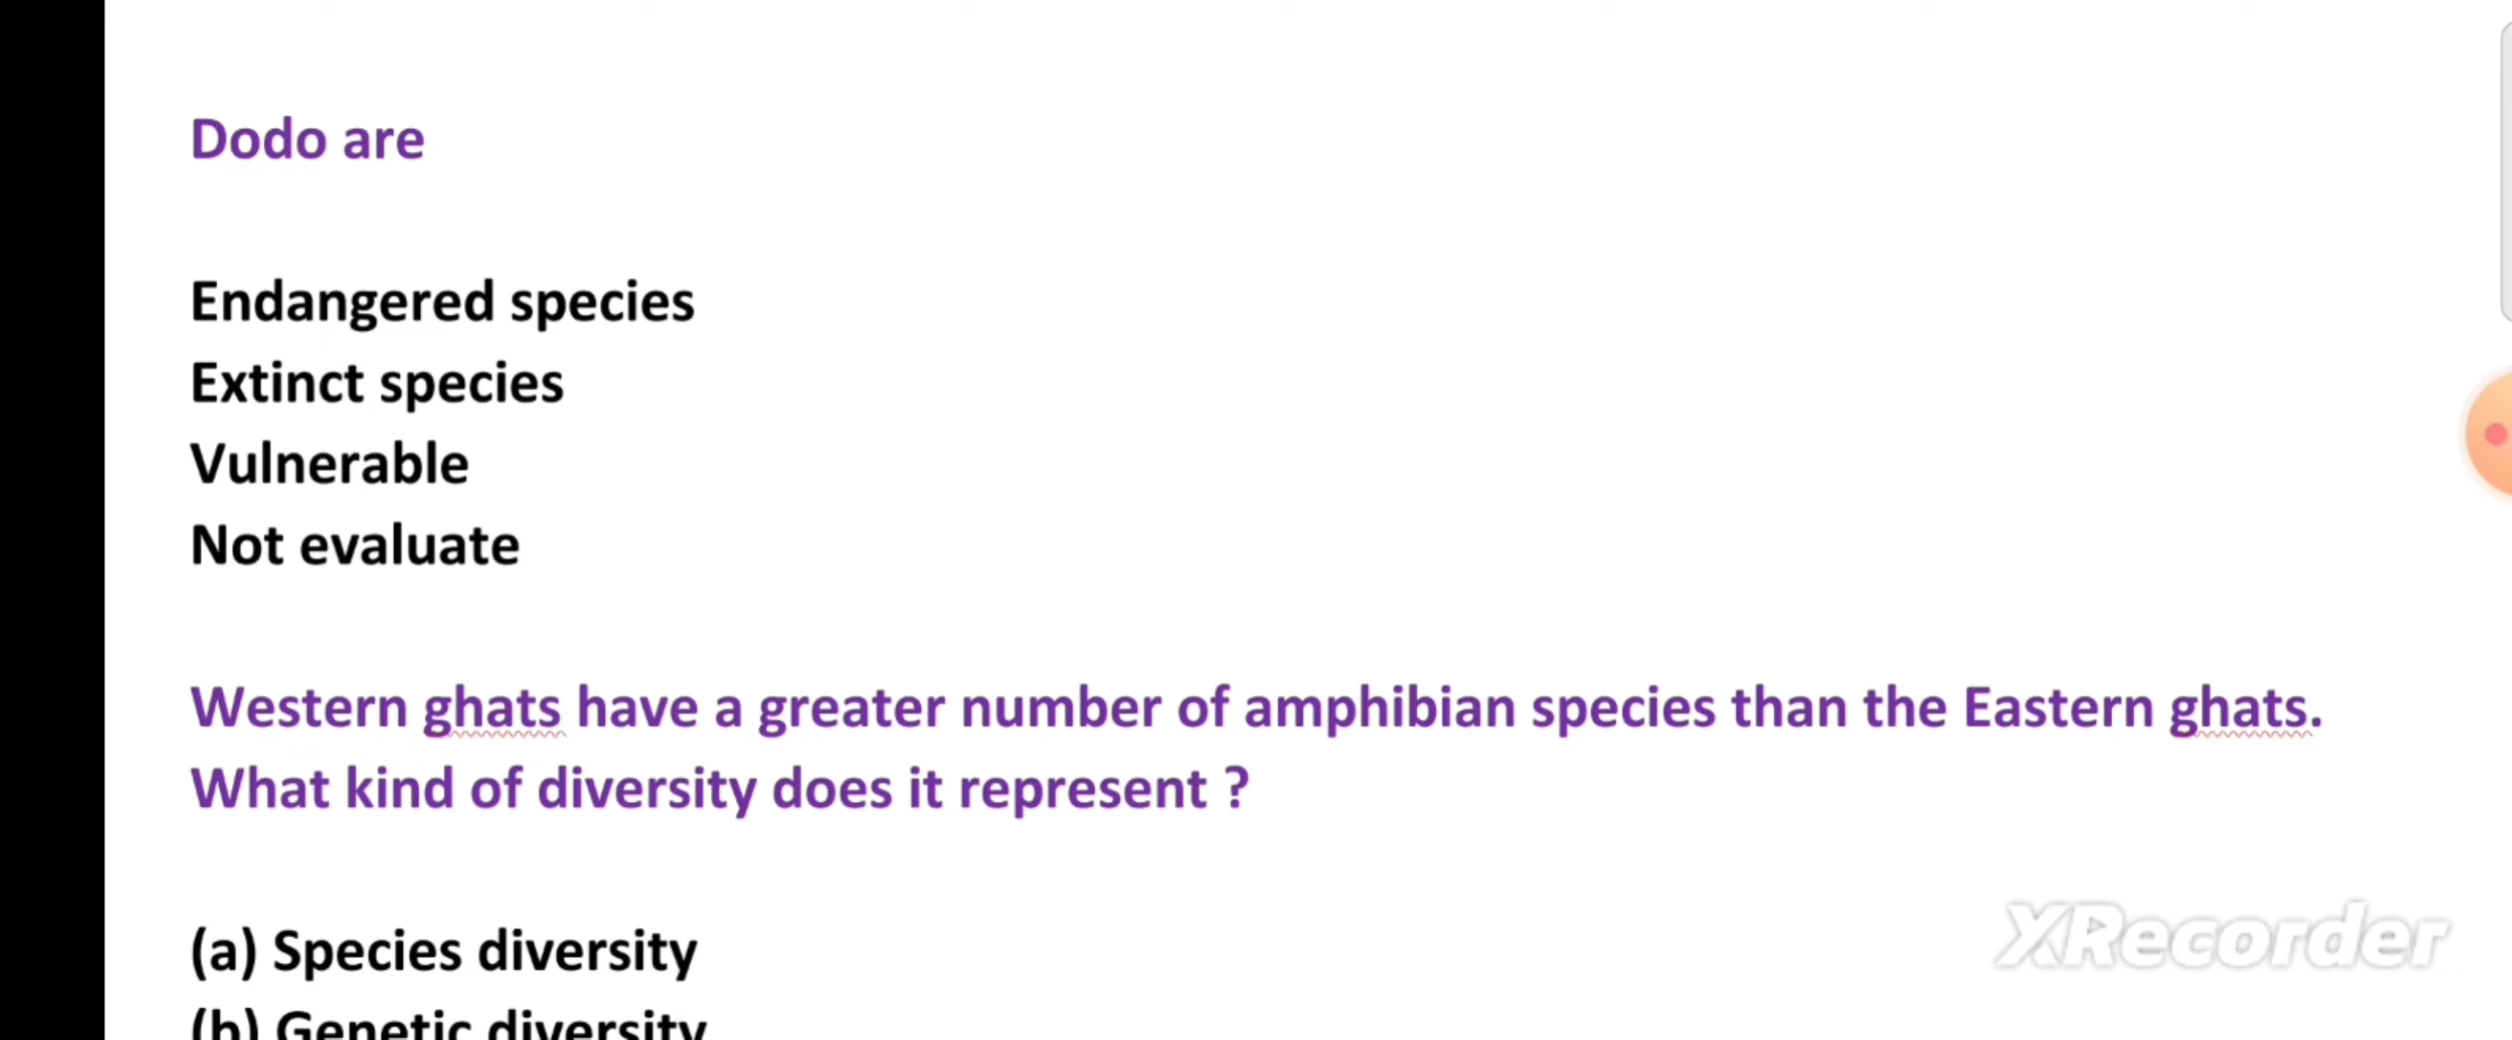 Dodo are
Endangered species
Extinct species
Vulnerable
Not evaluate
Western ghats have a greater number of amphibian species than the Eastern ghats.
What kind of diversity does it represent ?
(a) Species diversity
(b) Genetic diversity
XRecorder